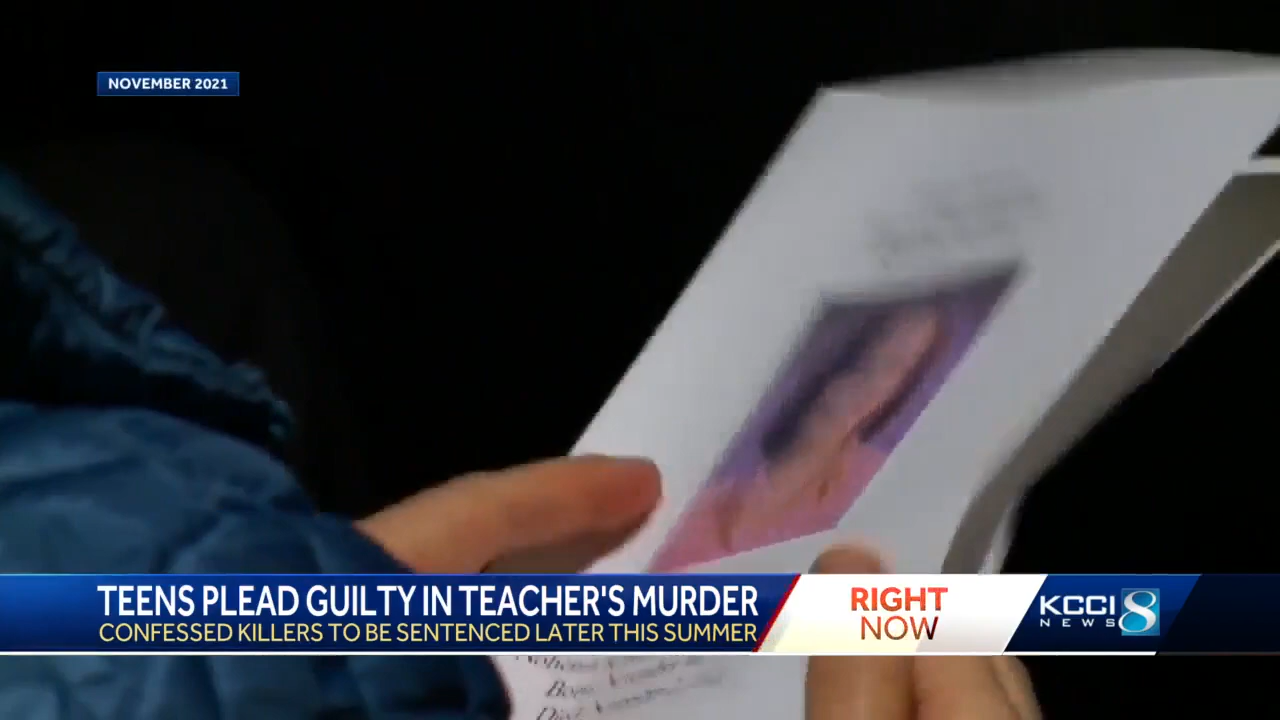 NOVEMBER 2021
TEENS PLEAD GUILTY IN TEACHER'S MURDER
CONFESSED KILLERS TO BE SENTENCED LATER THIS SUMMER
RIGHT
NOW
KCCI 8
NEWS